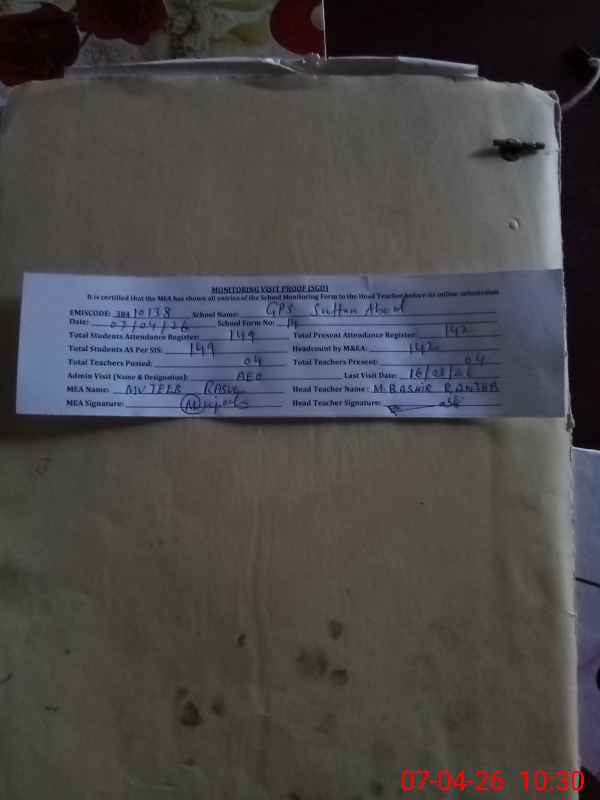 MONITORING VISIT PROOF (SGD)
It is certified that the MEA has shown all entries of the School Monitoring Form to the Head Teacher before its online submission
EMISCODE: 38410138 School Name: GPS Sultan Abad
Date: 07/04/26 School Form No: 14
Total Students Attendance Register: 149 Total Present Attendance Register: 142
Total Students AS Per SIS: 149 Headcount by M&EA: 142
Total Teachers Posted: 04 Total Teachers Present: 04
Admin Visit (Name & Designation): AEO Last Visit Date: 16/03/26
MEA Name: MUTEEB RASUL Head Teacher Name: M. BASHIR RANJHA
MEA Signature: Head Teacher Signature:
07-04-26 10:30